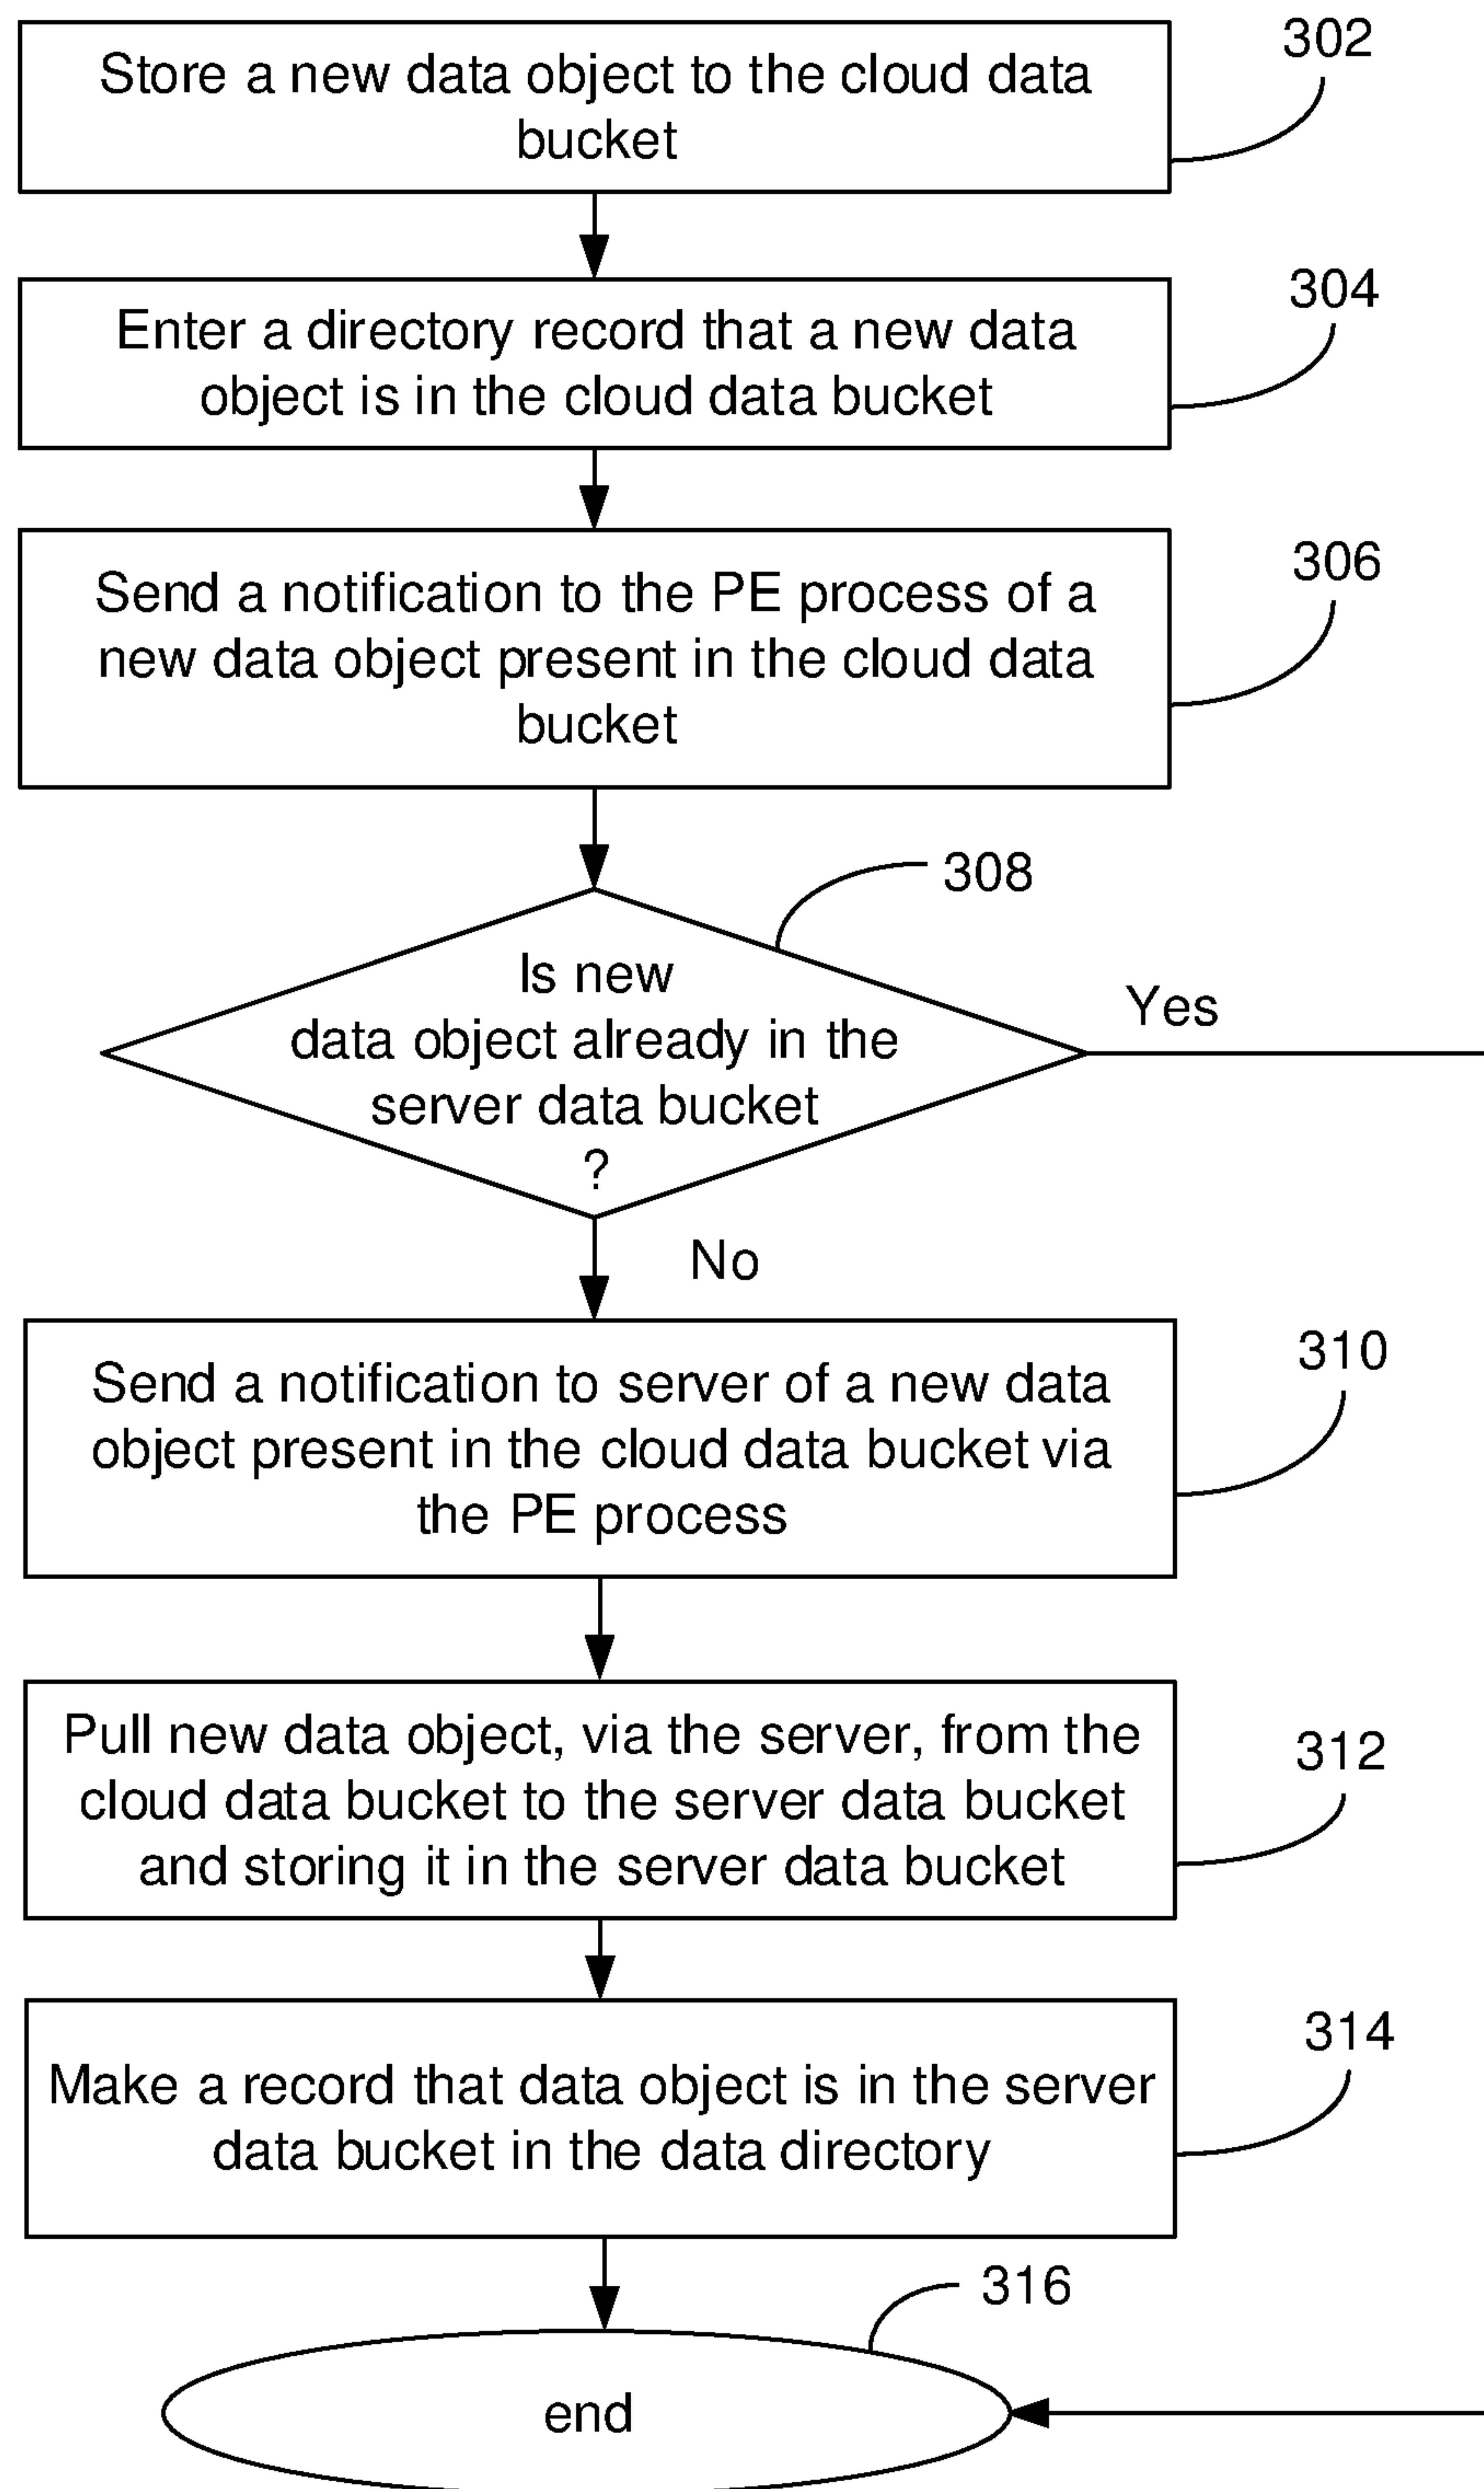 302
Store a new data object to the cloud data
bucket
304
Enter a directory record that a new data
object is in the cloud data bucket
306
Send a notification to the PE process of a
new data object present in the cloud data
bucket
308
Is new
data object already in the
server data bucket
?
Yes
No
310
Send a notification to server of a new data
object present in the cloud data bucket via
the PE process
312
Pull new data object, via the server, from the
cloud data bucket to the server data bucket
and storing it in the server data bucket
314
Make a record that data object is in the server
data bucket in the data directory
316
end